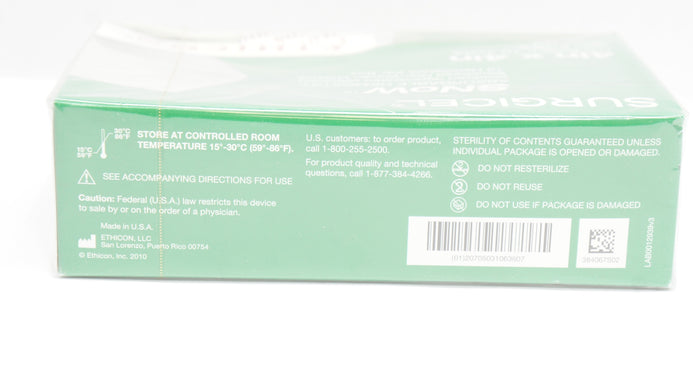 4in x 4in
SNoW
SURGICEL
30°C
86°F
15°C
59°F
STORE AT CONTROLLED ROOM
TEMPERATURE 15°-30°C (59°-86°F).
SEE ACCOMPANYING DIRECTIONS FOR USE
Caution: Federal (U.S.A.) law restricts this device
to sale by or on the order of a physician.
Made in U.S.A.
ETHICON, LLC
San Lorenzo, Puerto Rico 00754
© Ethicon, Inc. 2010
U.S. customers: to order product,
call 1-800-255-2500.
For product quality and technical
questions, call 1-877-384-4266.
STERILITY OF CONTENTS GUARANTEED UNLESS
INDIVIDUAL PACKAGE IS OPENED OR DAMAGED.
DO NOT RESTERILIZE
DO NOT REUSE
DO NOT USE IF PACKAGE IS DAMAGED